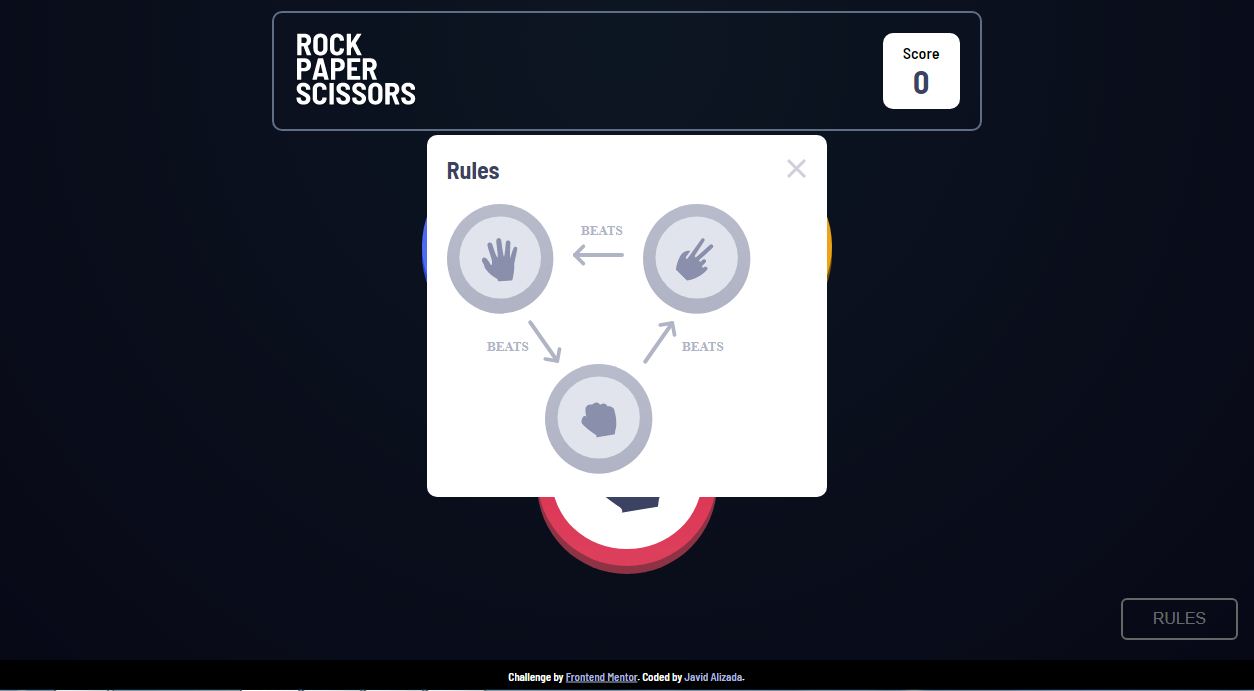 ROCK
PAPER
SCISSORS
Score
0
Rules
BEATS
BEATS
BEATS
RULES
Challenge by Frontend Mentor. Coded by Javid Alizada.